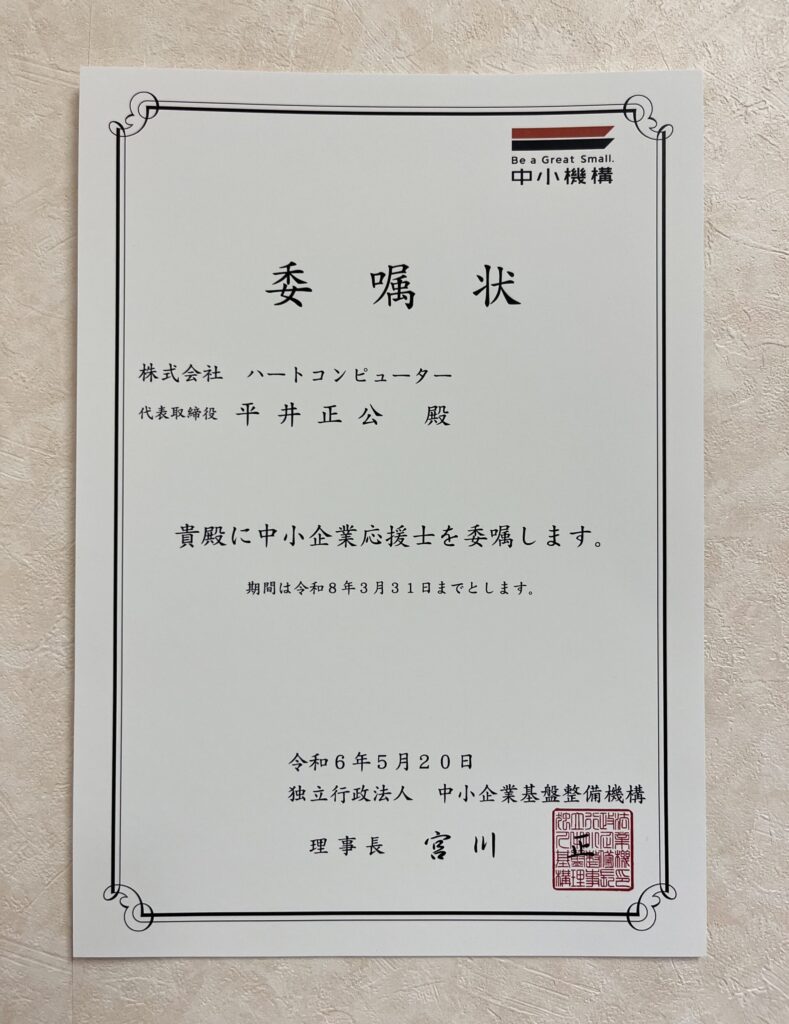 Be a Great Small.
中小機構
委嘱状
株式会社　ハートコンピューター
代表取締役　平井正公　殿
貴殿に中小企業応援士を委嘱します。
期間は令和８年３月３１日までとします。
令和６年５月２０日
独立行政法人　中小企業基盤整備機構
理事長　宮川　正